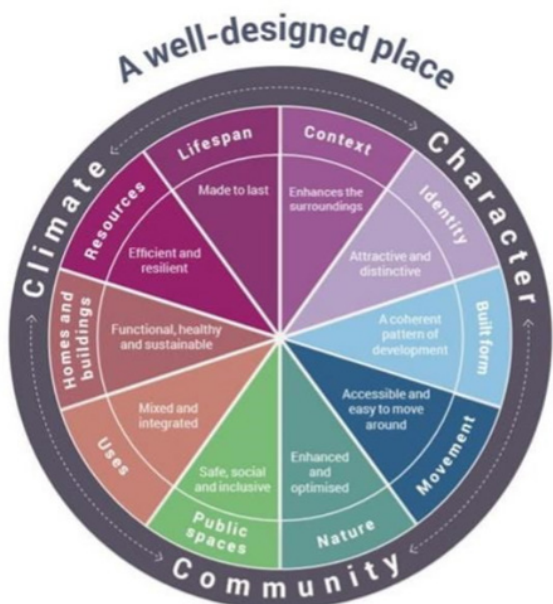 A well-designed place
Climate
Character
Community
Context
Enhances the
surroundings
Identity
Attractive and
distinctive
Built form
A coherent
pattern of
development
Movement
Accessible and
easy to move
around
Nature
Enhanced
and
optimised
Public
spaces
Safe, social
and inclusive
Uses
Mixed and
integrated
Homes and
buildings
Functional, healthy
and sustainable
Resources
Efficient and
resilient
Lifespan
Made to last